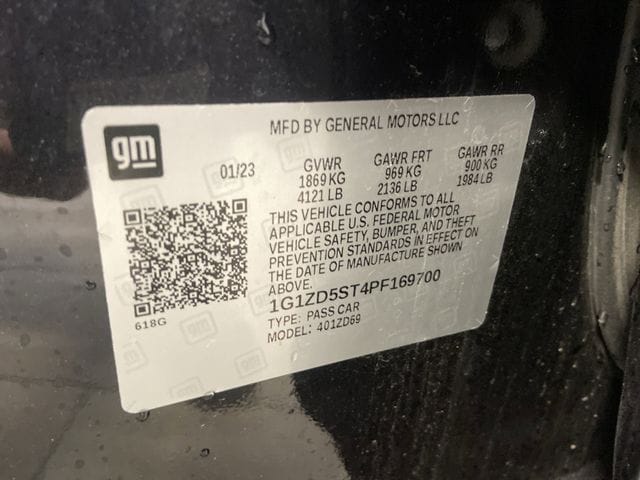 gm
MFD BY GENERAL MOTORS LLC
01/23
GVWR GAWR FRT GAWR RR
1869 KG 969 KG 900 KG
4121 LB 2136 LB 1984 LB
THIS VEHICLE CONFORMS TO ALL
APPLICABLE U.S. FEDERAL MOTOR
VEHICLE SAFETY, BUMPER, AND THEFT
PREVENTION STANDARDS IN EFFECT ON
THE DATE OF MANUFACTURE SHOWN
ABOVE.
1G1ZD5ST4PF169700
TYPE: PASS CAR
MODEL: 401ZD69
618G